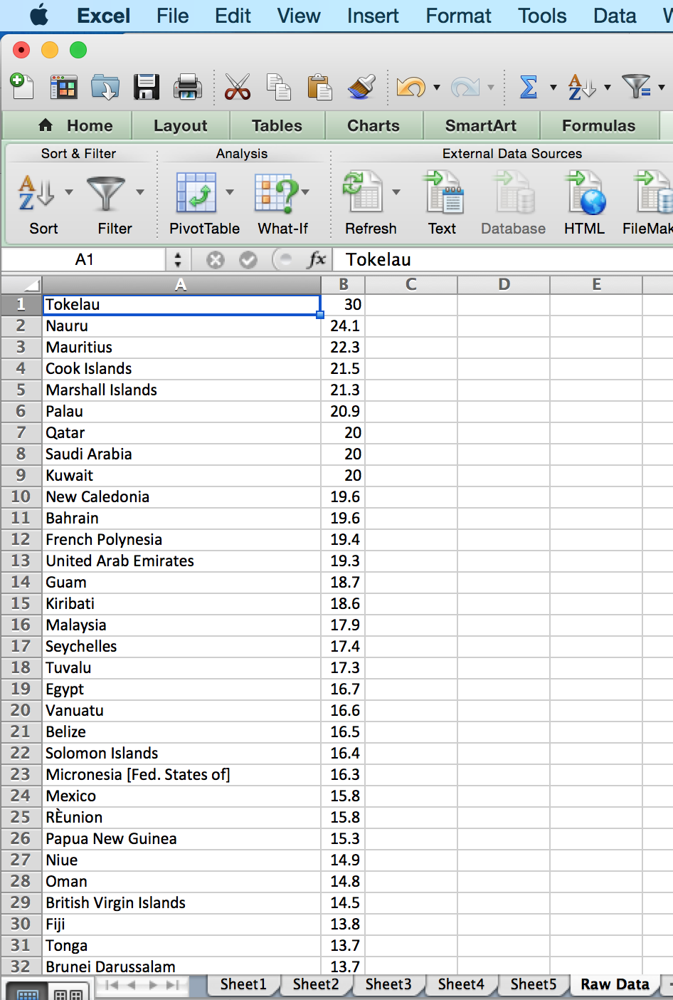 Excel File Edit View Insert Format Tools Data
Home Layout Tables Charts SmartArt Formulas
Sort & Filter Analysis External Data Sources
Sort Filter PivotTable What-If Refresh Text Database HTML FileMak
A1 fx Tokelau
A B C D E
1 Tokelau 30
2 Nauru 24.1
3 Mauritius 22.3
4 Cook Islands 21.5
5 Marshall Islands 21.3
6 Palau 20.9
7 Qatar 20
8 Saudi Arabia 20
9 Kuwait 20
10 New Caledonia 19.6
11 Bahrain 19.6
12 French Polynesia 19.4
13 United Arab Emirates 19.3
14 Guam 18.7
15 Kiribati 18.6
16 Malaysia 17.9
17 Seychelles 17.4
18 Tuvalu 17.3
19 Egypt 16.7
20 Vanuatu 16.6
21 Belize 16.5
22 Solomon Islands 16.4
23 Micronesia [Fed. States of] 16.3
24 Mexico 15.8
25 RÈunion 15.8
26 Papua New Guinea 15.3
27 Niue 14.9
28 Oman 14.8
29 British Virgin Islands 14.5
30 Fiji 13.8
31 Tonga 13.7
32 Brunei Darussalam 13.7
Sheet1 Sheet2 Sheet3 Sheet4 Sheet5 Raw Data